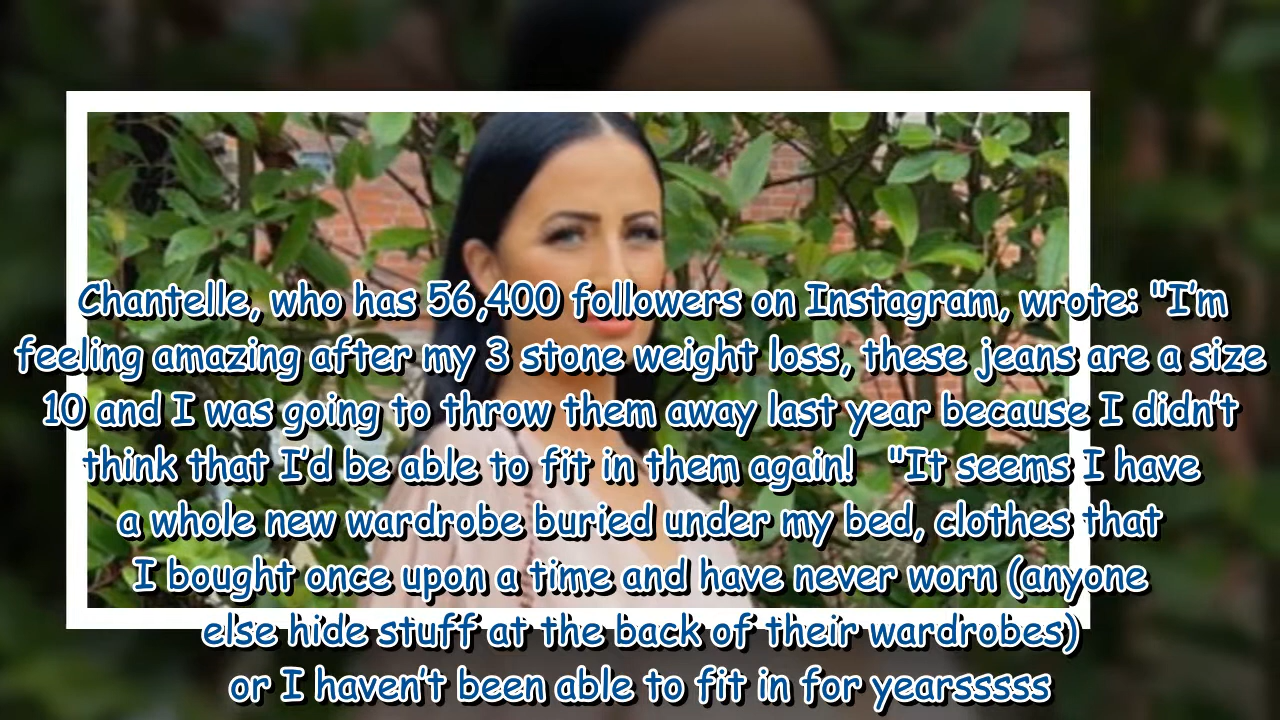 Chantelle, who has 56,400 followers on Instagram, wrote: "I’m
feeling amazing after my 3 stone weight loss, these jeans are a size
10 and I was going to throw them away last year because I didn’t
think that I’d be able to fit in them again!   "It seems I have
a whole new wardrobe buried under my bed, clothes that
I bought once upon a time and have never worn (anyone
else hide stuff at the back of their wardrobes)
or I haven’t been able to fit in for yearsssss